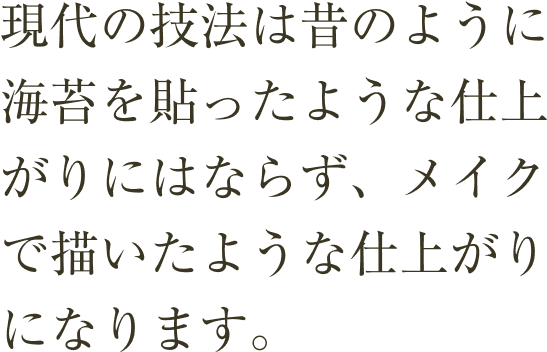 現代の技法は昔のように
海苔を貼ったような仕上
がりにはならず、メイク
で描いたような仕上がり
になります。